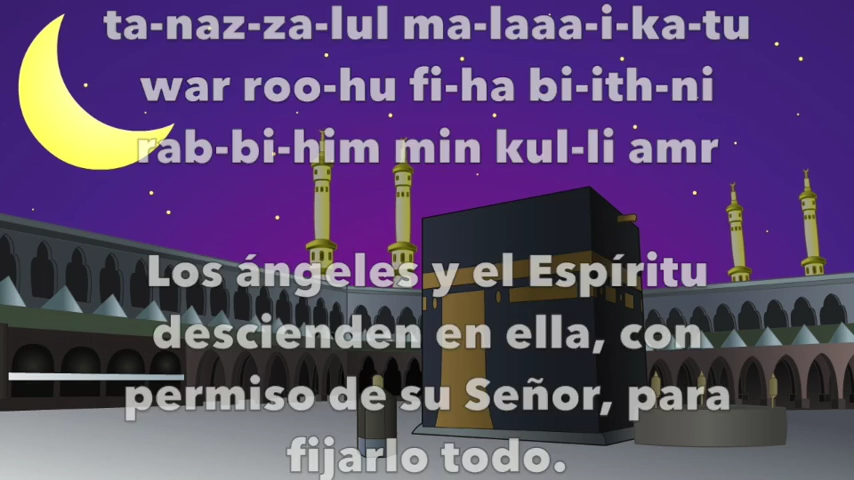 ta-naz-za-lul ma-laaa-i-ka-tu
war roo-hu fi-ha bi-ith-ni
rab-bi-him min kul-li amr
Los ángeles y el Espíritu
descienden en ella, con
permiso de su Señor, para
fijarlo todo.